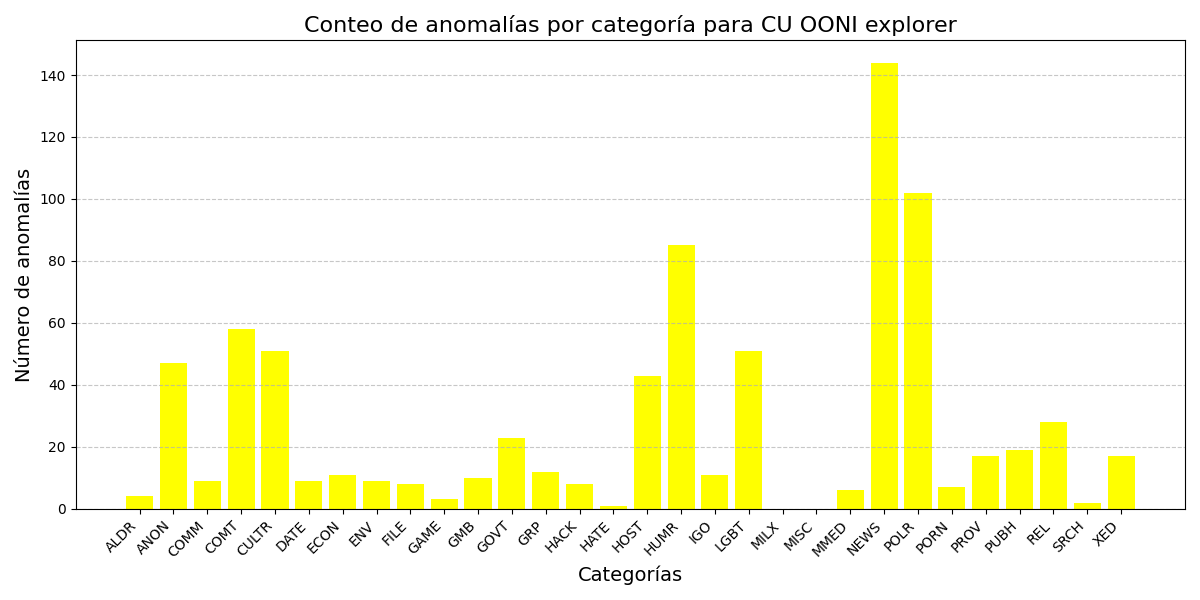 Conteo de anomalías por categoría para CU OONI explorer
Número de anomalías
140
120
100
80
60
40
20
0
ALDR
ANON
COMM
COMT
CULTR
DATE
ECON
ENV
FILE
GAME
GMB
GOVT
GRP
HACK
HATE
HOST
HUMR
IGO
LGBT
MILX
MISC
MMED
NEWS
POLR
PORN
PROV
PUBH
REL
SRCH
XED
Categorías